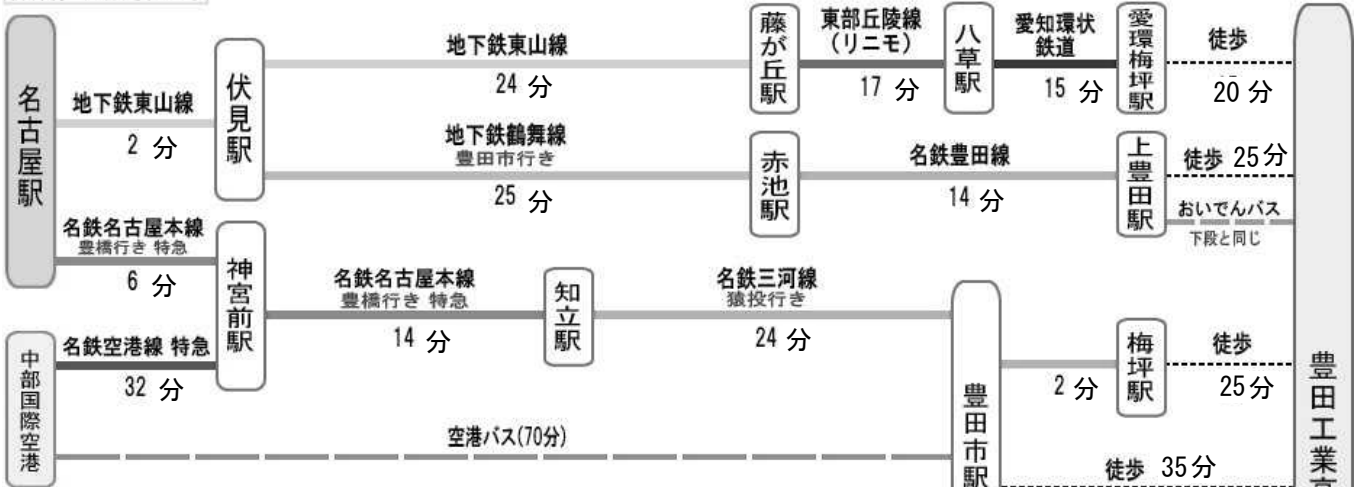 名古屋駅
地下鉄東山線
2 分
伏見駅
地下鉄東山線
24 分
藤が丘駅
東部丘陵線
(リニモ)
17 分
八草駅
愛知環状
鉄道
15 分
愛環梅坪駅
徒歩
20 分
地下鉄鶴舞線
豊田市行き
25 分
赤池駅
名鉄豊田線
14 分
上豊田駅
徒歩 25分
おいでんバス
下段と同じ
名鉄名古屋本線
豊橋行き 特急
6 分
神宮前駅
名鉄名古屋本線
豊橋行き 特急
14 分
知立駅
名鉄三河線
猿投行き
24 分
中部国際空港
名鉄空港線 特急
32 分
空港バス(70分)
豊田市駅
2 分
梅坪駅
徒歩
25分
徒歩 35分
豊田工業